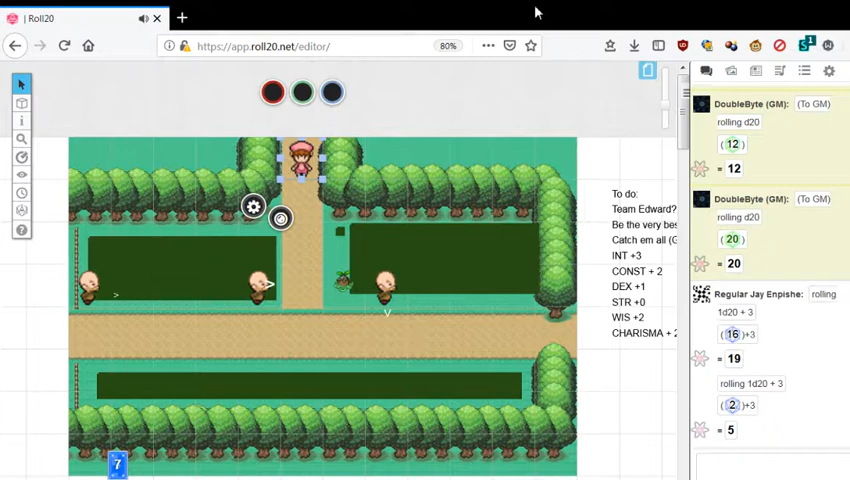 | Roll20
https://app.roll20.net/editor/
80%
>
>
v
7
To do:
Team Edward?
Be the very bes
Catch em all (G
INT +3
CONST + 2
DEX +1
STR +0
WIS +2
CHARISMA + 2
DoubleByte (GM): (To GM)
rolling d20
(12)
= 12
DoubleByte (GM): (To GM)
rolling d20
(20)
= 20
Regular Jay Enpishe: rolling
1d20 + 3
(16)+3
= 19
rolling 1d20 + 3
(2)+3
= 5